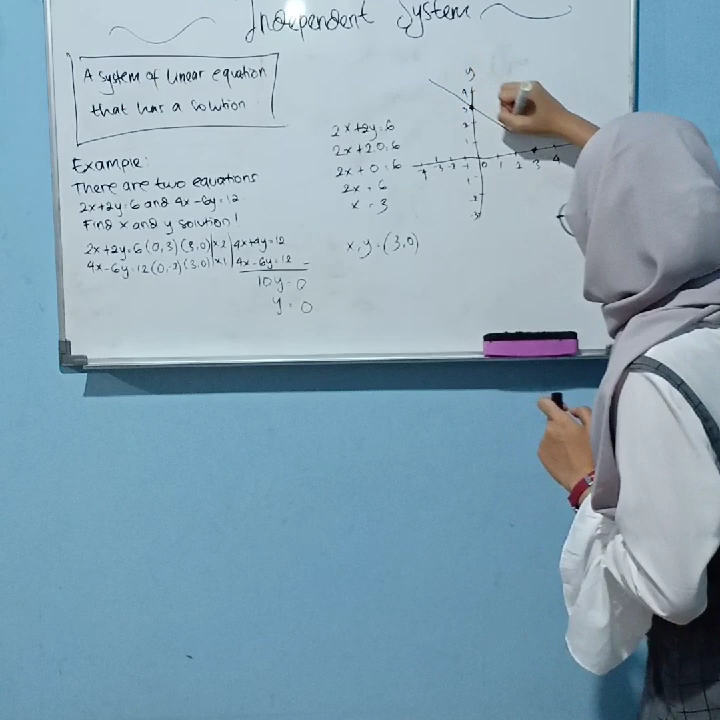 Independent System
A system of linear equation
that has a solution
Example:
There are two equations
2x+2y=6 and 4x-6y=12
Find x and y solution!
2x+2y=6 (0,3) (3,0) |x2| 4x+4y=12
4x-6y=12 (0,-2) (3,0) |x1| 4x-6y=12 -
10y=0
y=0
2x+2y=6
2x+2.0=6
2x+0=6
2x=6
x=3
x,y=(3,0)
y